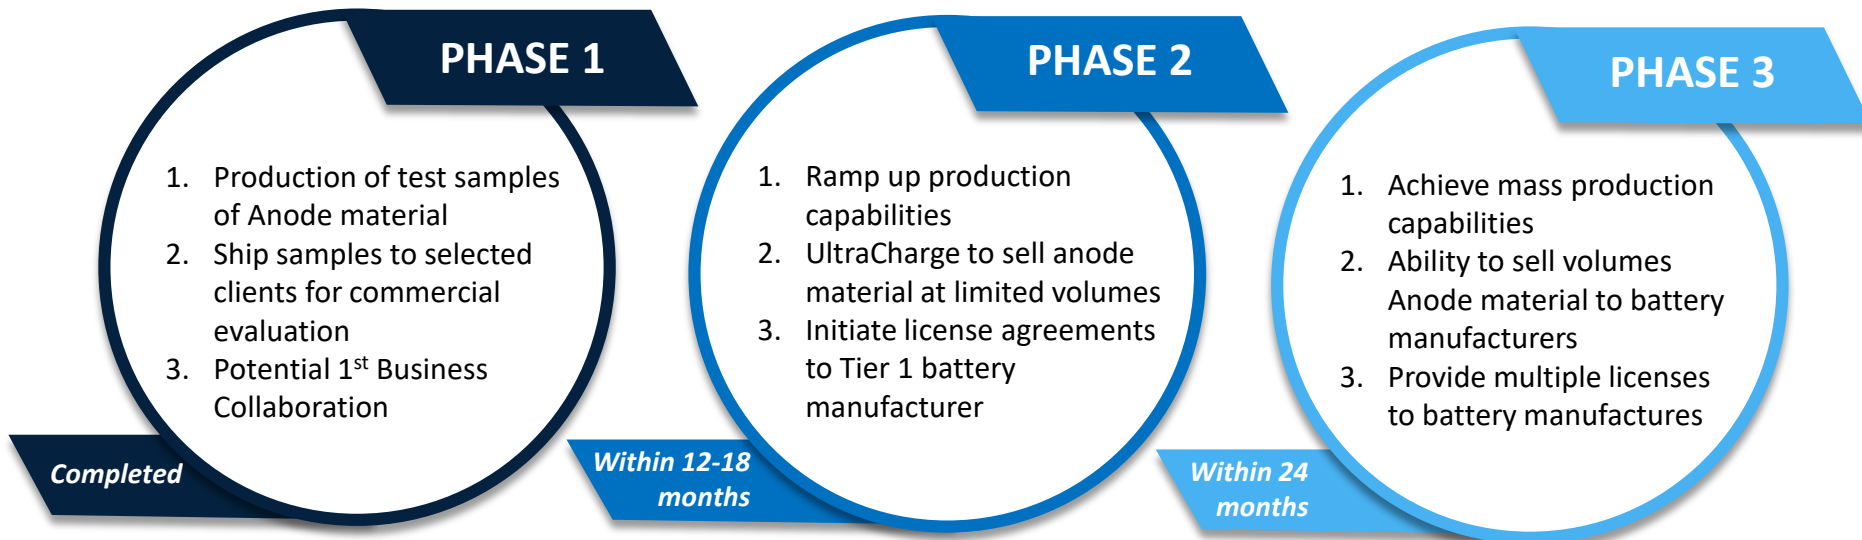 PHASE 1
1. Production of test samples
of Anode material
2. Ship samples to selected
clients for commercial
evaluation
3. Potential 1st Business
Collaboration
Completed
PHASE 2
1. Ramp up production
capabilities
2. UltraCharge to sell anode
material at limited volumes
3. Initiate license agreements
to Tier 1 battery
manufacturer
Within 12-18
months
PHASE 3
1. Achieve mass production
capabilities
2. Ability to sell volumes
Anode material to battery
manufacturers
3. Provide multiple licenses
to battery manufactures
Within 24
months